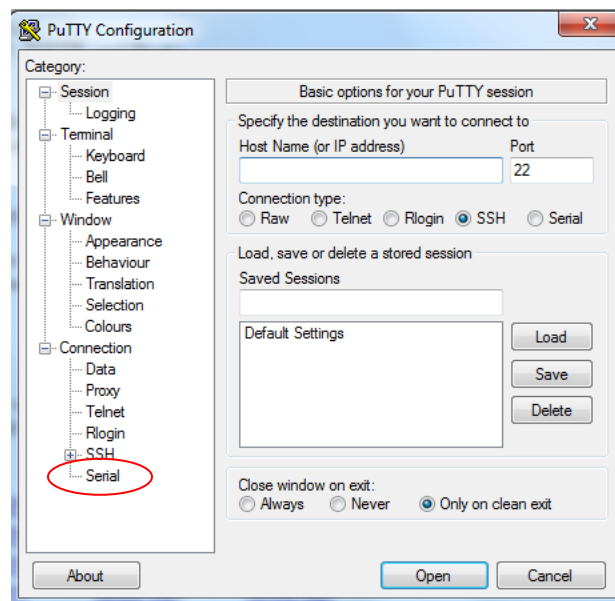 PuTTY Configuration
Category:
Session
Logging
Terminal
Keyboard
Bell
Features
Window
Appearance
Behaviour
Translation
Selection
Colours
Connection
Data
Proxy
Telnet
Rlogin
SSH
Serial
Basic options for your PuTTY session
Specify the destination you want to connect to
Host Name (or IP address) Port
22
Connection type:
Raw Telnet Rlogin SSH Serial
Load, save or delete a stored session
Saved Sessions
Default Settings
Load
Save
Delete
Close window on exit:
Always Never Only on clean exit
About Open Cancel